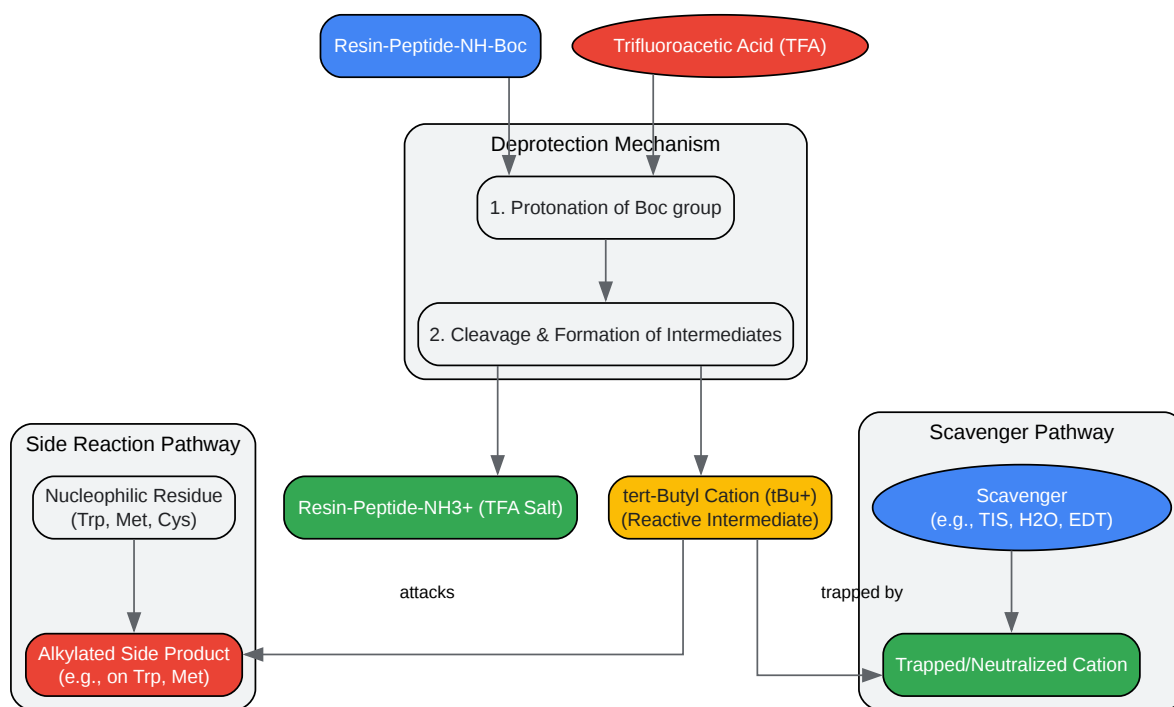 Resin-Peptide-NH-Boc
Trifluoroacetic Acid (TFA)
Deprotection Mechanism
1. Protonation of Boc group
2. Cleavage & Formation of Intermediates
Side Reaction Pathway
Nucleophilic Residue
(Trp, Met, Cys)
Resin-Peptide-NH3+ (TFA Salt)
tert-Butyl Cation (tBu+)
(Reactive Intermediate)
Scavenger Pathway
Scavenger
(e.g., TIS, H2O, EDT)
attacks
trapped by
Alkylated Side Product
(e.g., on Trp, Met)
Trapped/Neutralized Cation